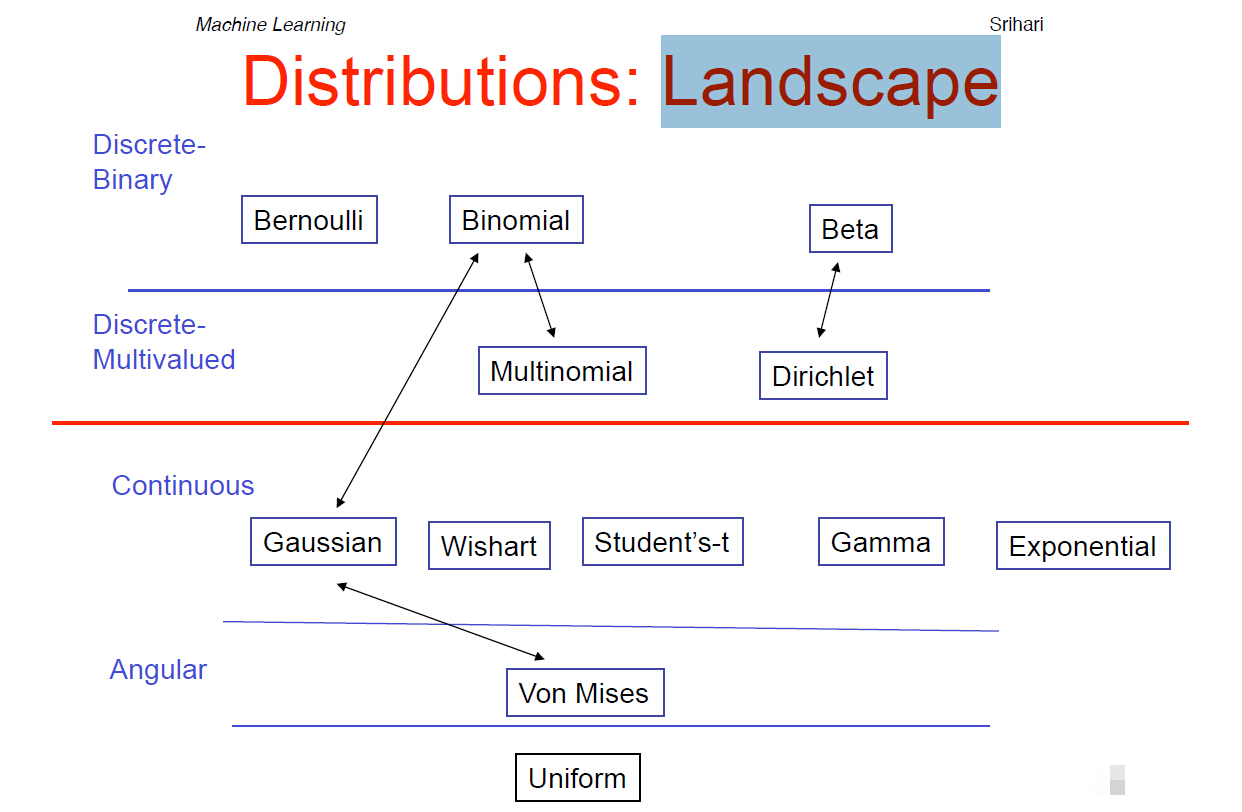 Machine Learning
Srihari
Distributions: Landscape
Discrete-
Binary
Bernoulli
Binomial
Beta
Discrete-
Multivalued
Multinomial
Dirichlet
Continuous
Gaussian
Wishart
Student’s-t
Gamma
Exponential
Angular
Von Mises
Uniform